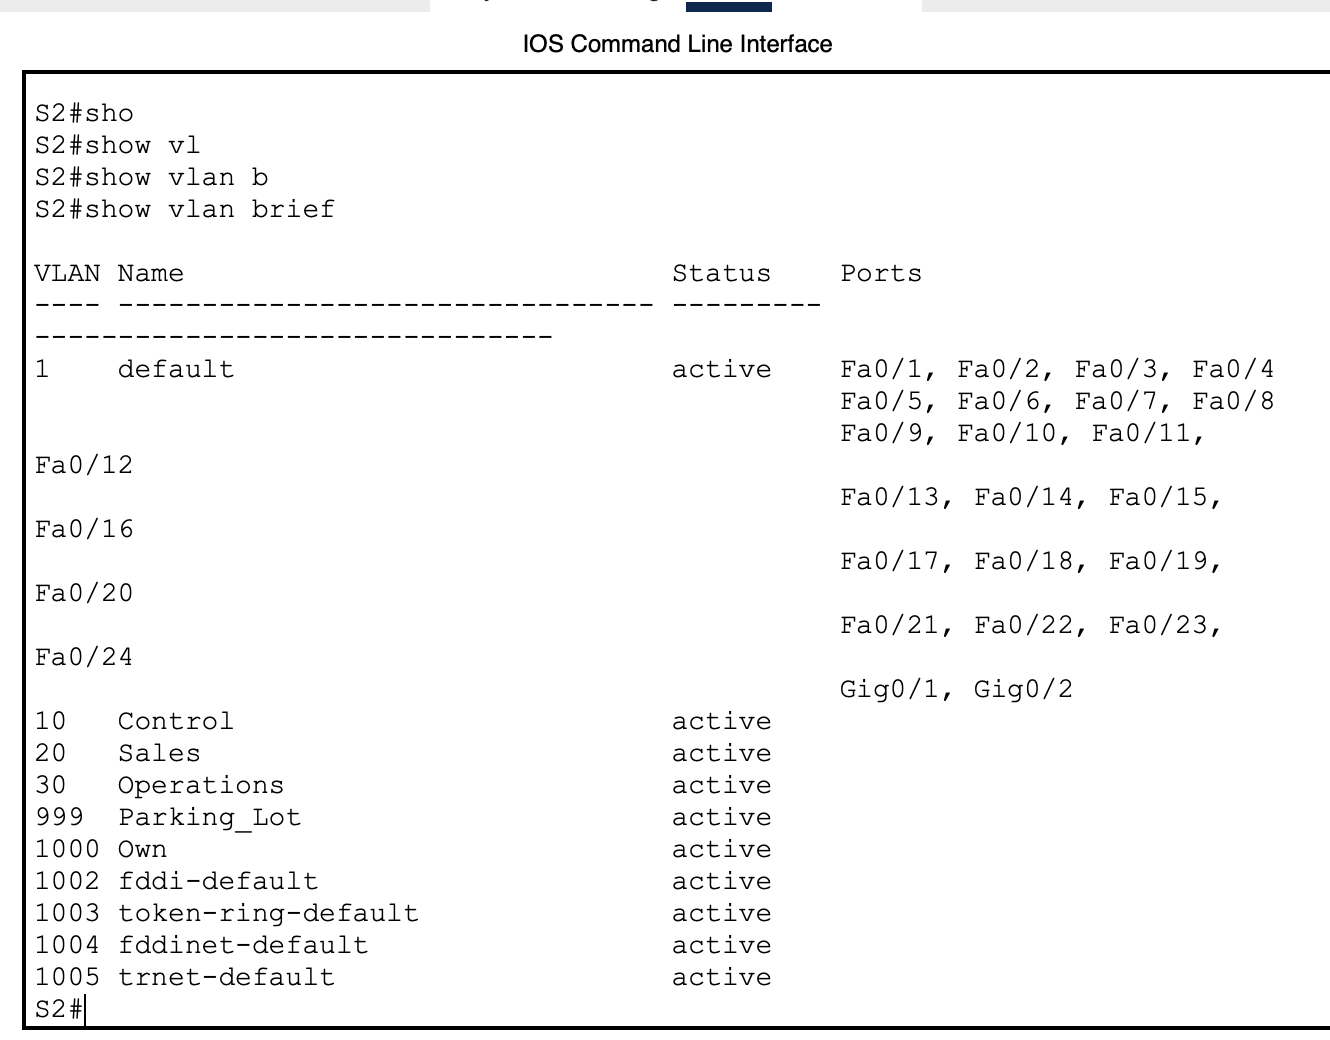 IOS Command Line Interface
S2#sho
S2#show vl
S2#show vlan b
S2#show vlan brief
VLAN Name                             Status    Ports
---- -------------------------------- ---------
-------------------------------
1    default                          active    Fa0/1, Fa0/2, Fa0/3, Fa0/4
                                                Fa0/5, Fa0/6, Fa0/7, Fa0/8
                                                Fa0/9, Fa0/10, Fa0/11,
Fa0/12
                                                Fa0/13, Fa0/14, Fa0/15,
Fa0/16
                                                Fa0/17, Fa0/18, Fa0/19,
Fa0/20
                                                Fa0/21, Fa0/22, Fa0/23,
Fa0/24
                                                Gig0/1, Gig0/2
10   Control                          active
20   Sales                            active
30   Operations                       active
999  Parking_Lot                      active
1000 Own                              active
1002 fddi-default                     active
1003 token-ring-default               active
1004 fddinet-default                  active
1005 trnet-default                    active
S2#